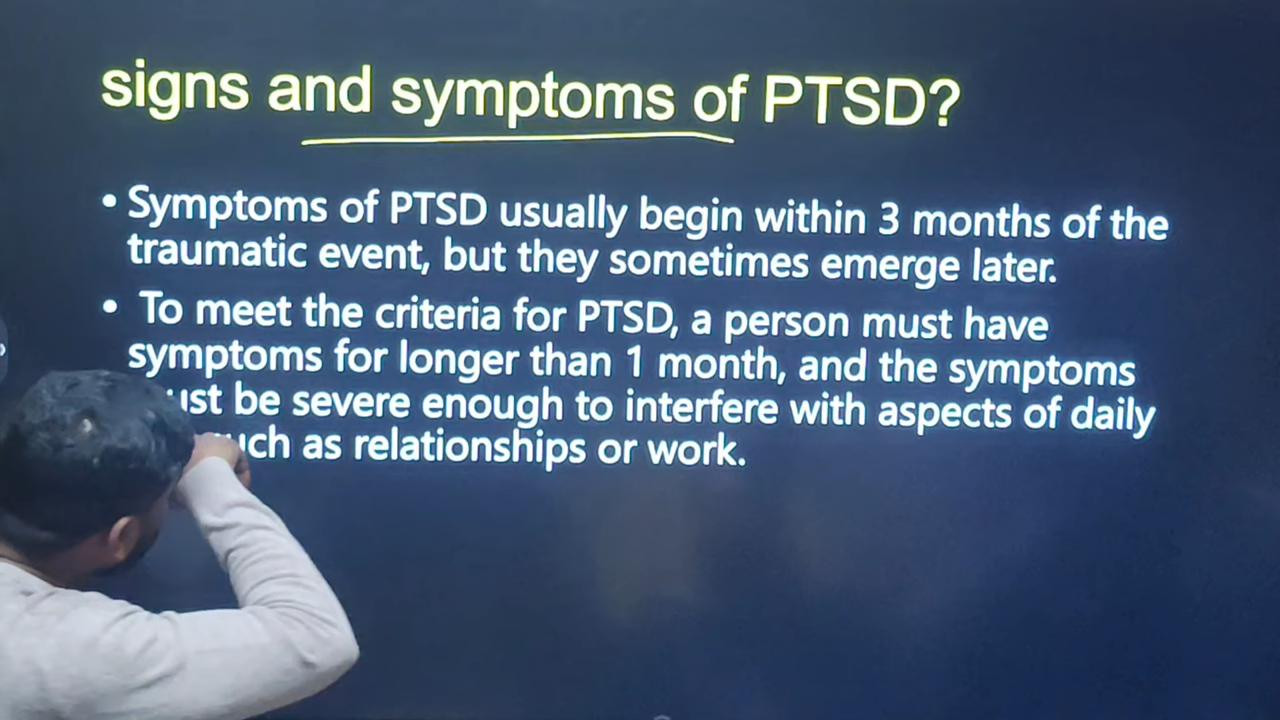 signs and symptoms of PTSD?
• Symptoms of PTSD usually begin within 3 months of the
traumatic event, but they sometimes emerge later.
• To meet the criteria for PTSD, a person must have
symptoms for longer than 1 month, and the symptoms
be severe enough to interfere with aspects of daily
as relationships or work.